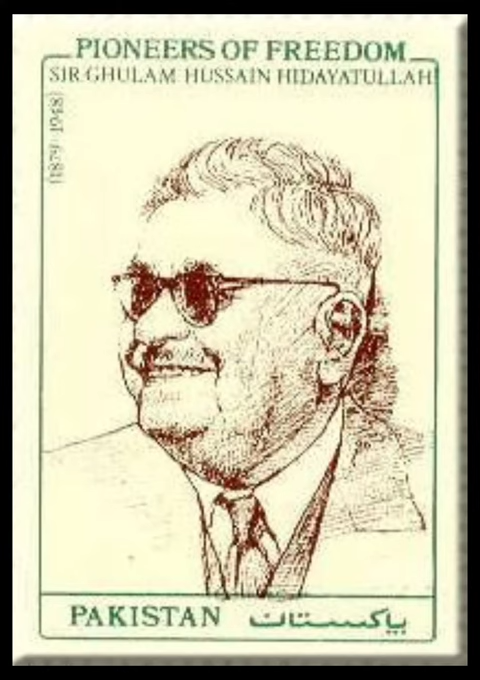 PIONEERS OF FREEDOM
SIR GHULAM HUSSAIN HIDAYATULLAH
(1879 - 1948)
PAKISTAN پاکستان